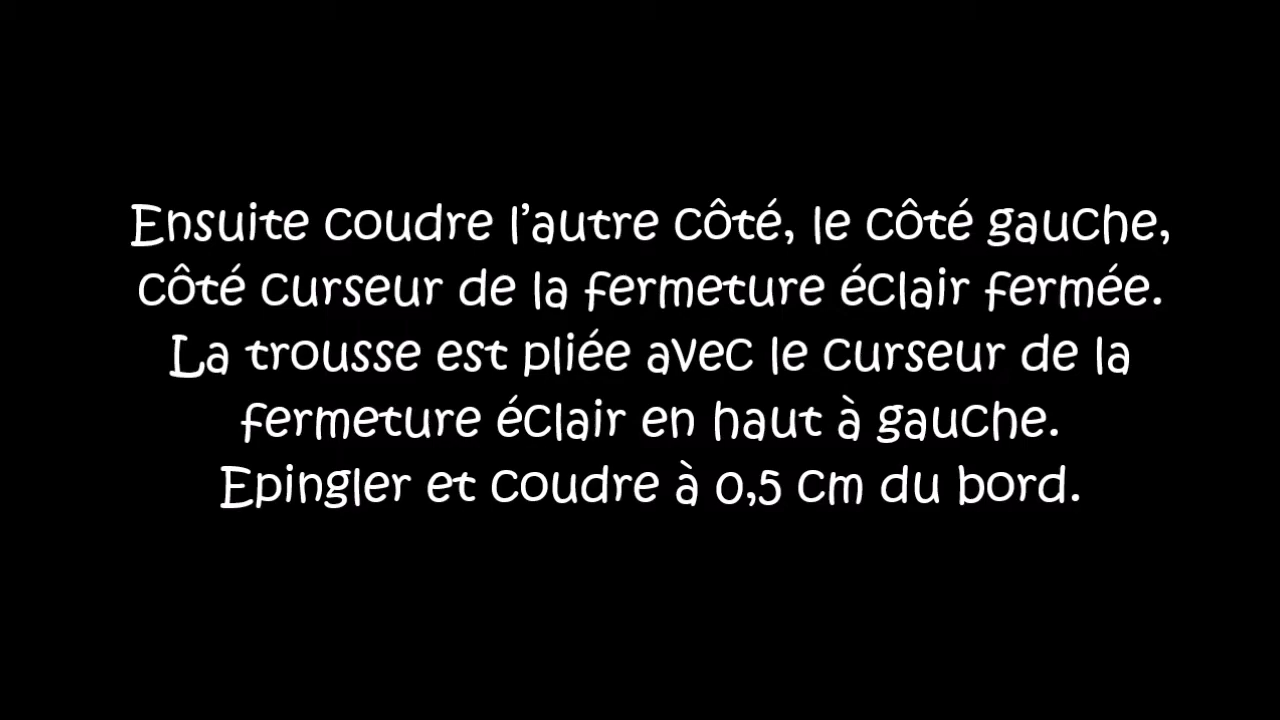 Ensuite coudre l’autre côté, le côté gauche,
côté curseur de la fermeture éclair fermée.
La trousse est pliée avec le curseur de la
fermeture éclair en haut à gauche.
Epingler et coudre à 0,5 cm du bord.